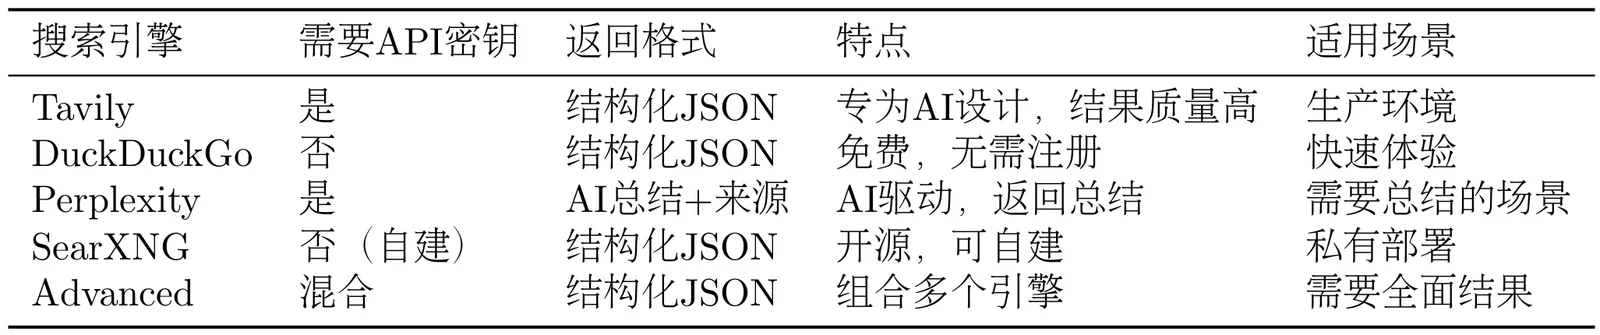 搜索引擎 需要API密钥 返回格式 特点 适用场景
Tavily 是 结构化JSON 专为AI设计，结果质量高 生产环境
DuckDuckGo 否 结构化JSON 免费，无需注册 快速体验
Perplexity 是 AI总结+来源 AI驱动，返回总结 需要总结的场景
SearXNG 否（自建） 结构化JSON 开源，可自建 私有部署
Advanced 混合 结构化JSON 组合多个引擎 需要全面结果